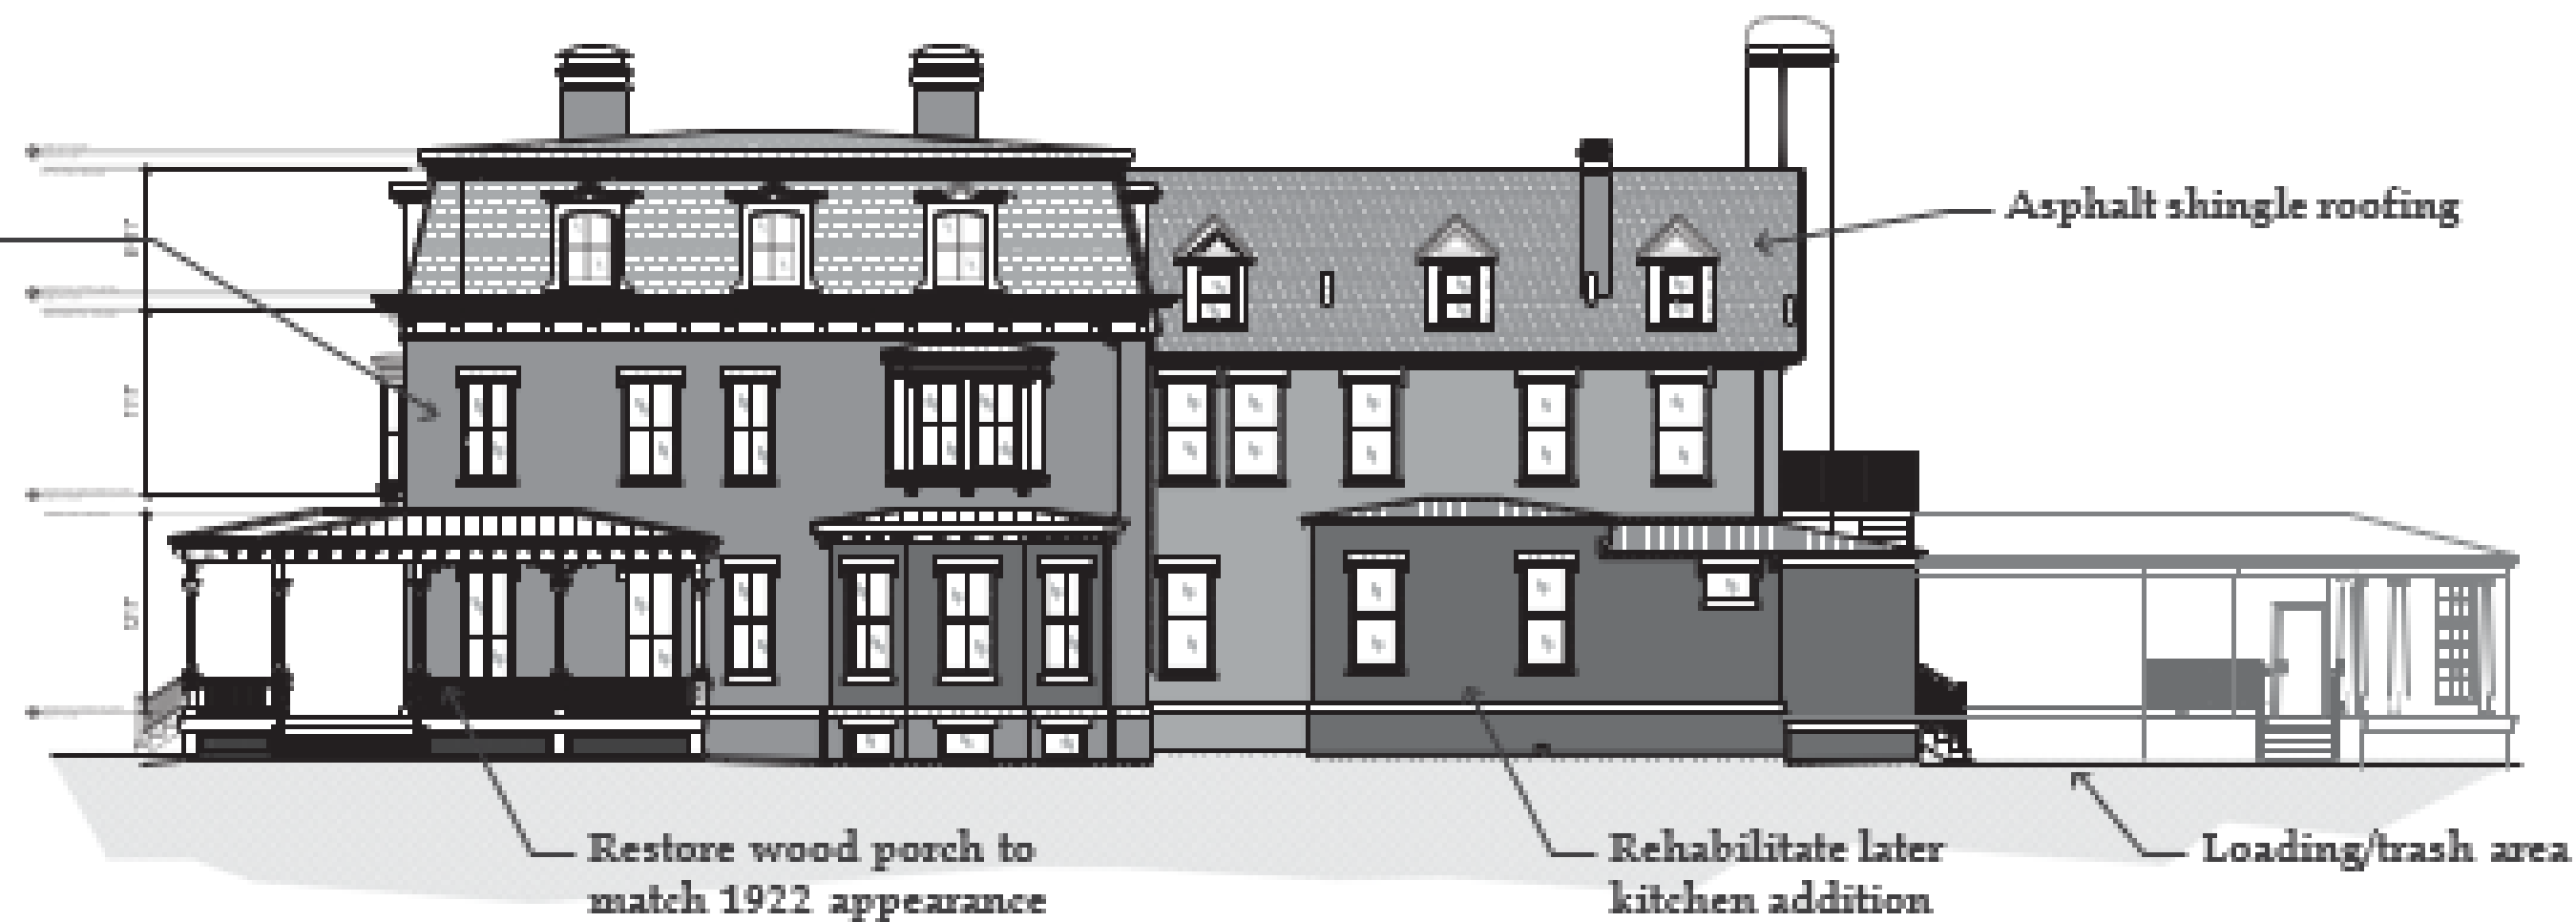 Asphalt shingle roofing
Restore wood porch to
match 1922 appearance
Rehabilitate later
kitchen addition
Loading/trash area